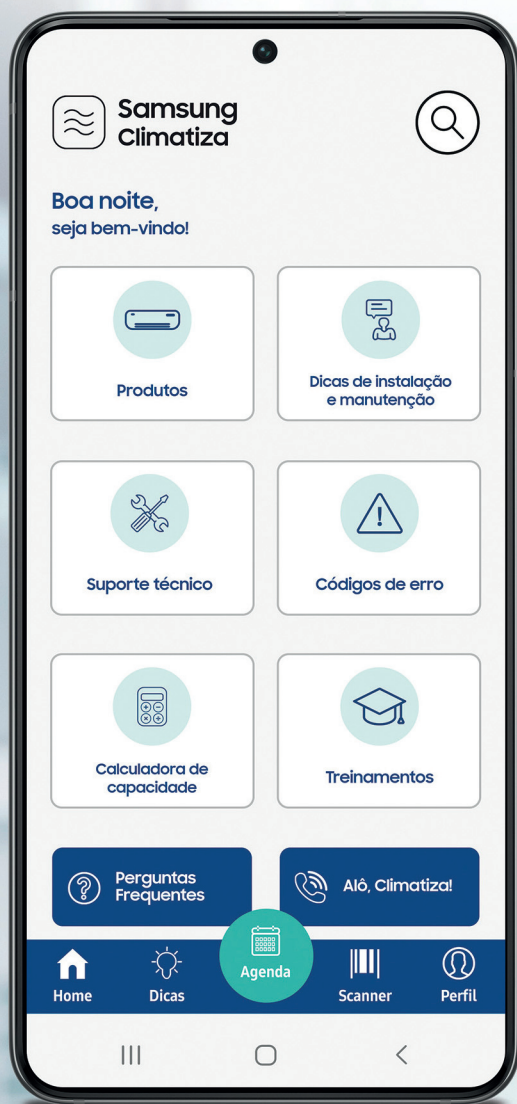 Samsung
Climatiza
Boa noite,
seja bem-vindo!
Produtos
Dicas de instalação
e manutenção
Suporte técnico
Códigos de erro
Calculadora de
capacidade
Treinamentos
Perguntas
Frequentes
Alô, Climatiza!
Home
Dicas
Agenda
Scanner
Perfil